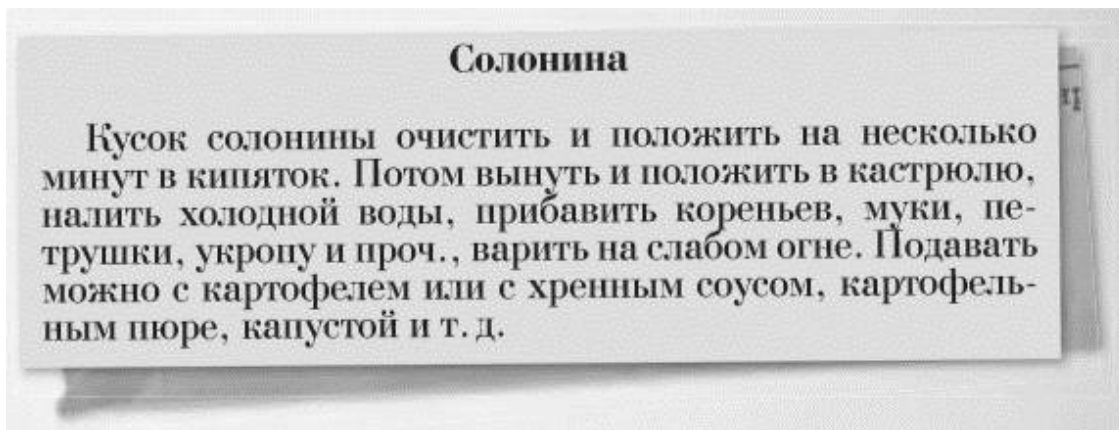 Солонина
Кусок солонины очистить и положить на несколько
минут в кипяток. Потом вынуть и положить в кастрюлю,
налить холодной воды, прибавить кореньев, муки, пе-
трушки, укропу и проч., варить на слабом огне. Подавать
можно с картофелем или с хренным соусом, картофель-
ным пюре, капустой и т. д.